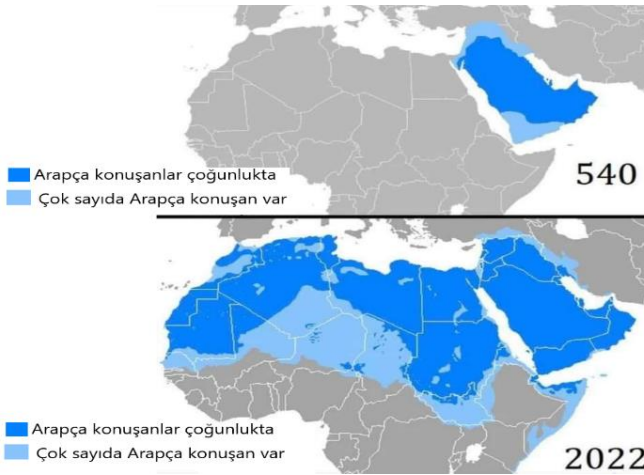 Arapça konuşanlar çoğunlukta
Çok sayıda Arapça konuşan var
540
Arapça konuşanlar çoğunlukta
Çok sayıda Arapça konuşan var
2022